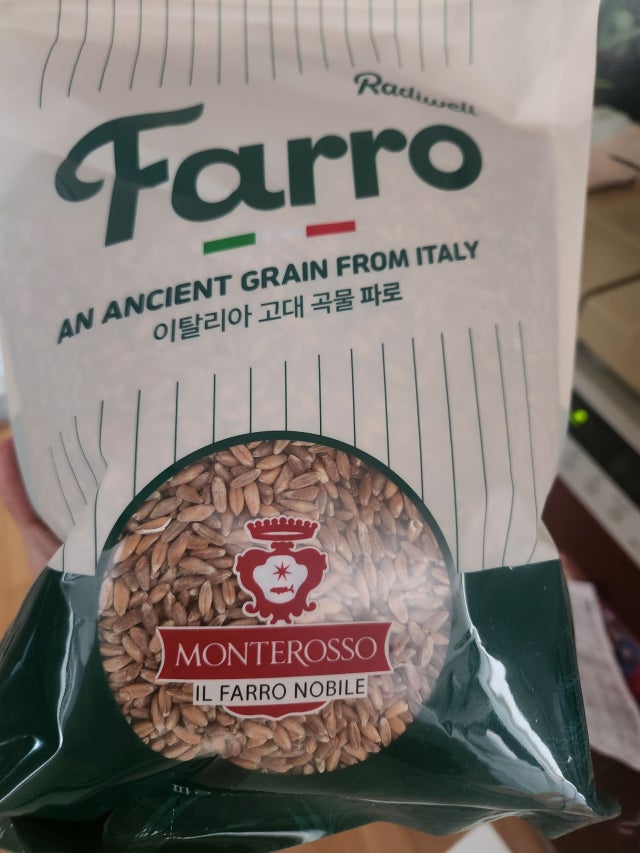 Radiwell
Farro
AN ANCIENT GRAIN FROM ITALY
이탈리아 고대 곡물 파로
MONTEROSSO
IL FARRO NOBILE